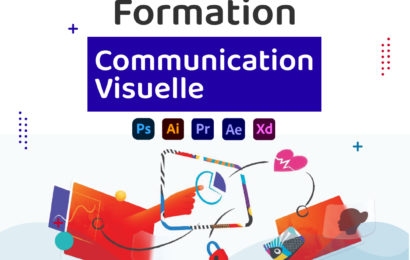 Formation
Communication
Visuelle
Ps Ai Pr Ae Xd